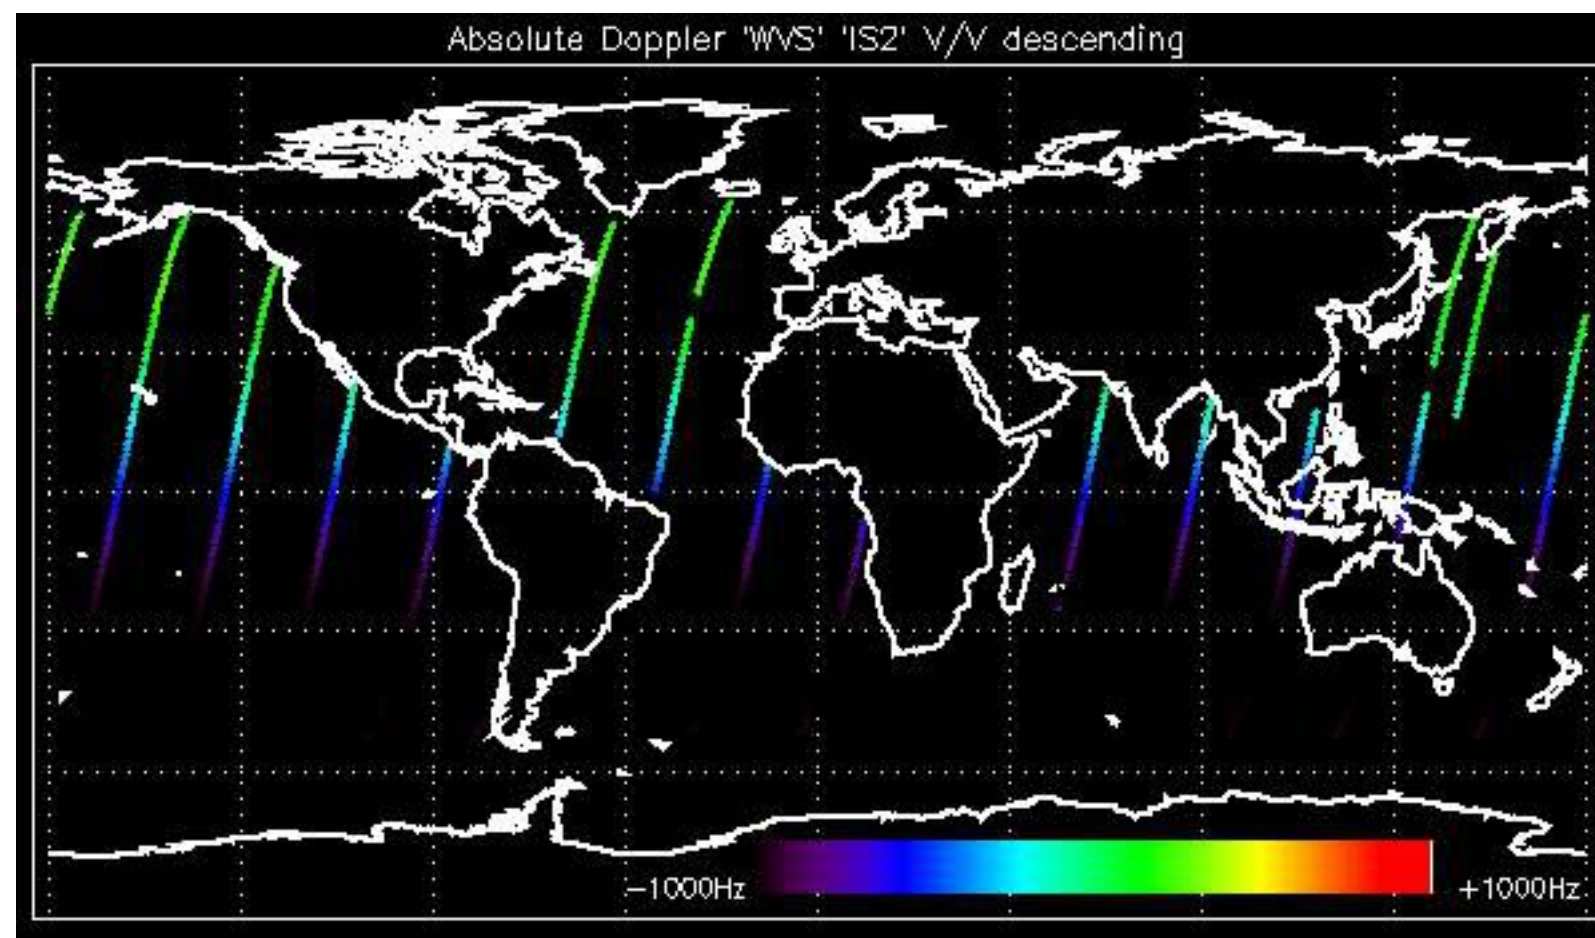 Absolute Doppler 'WVS' 'IS2' V/V descending
−1000Hz +1000Hz